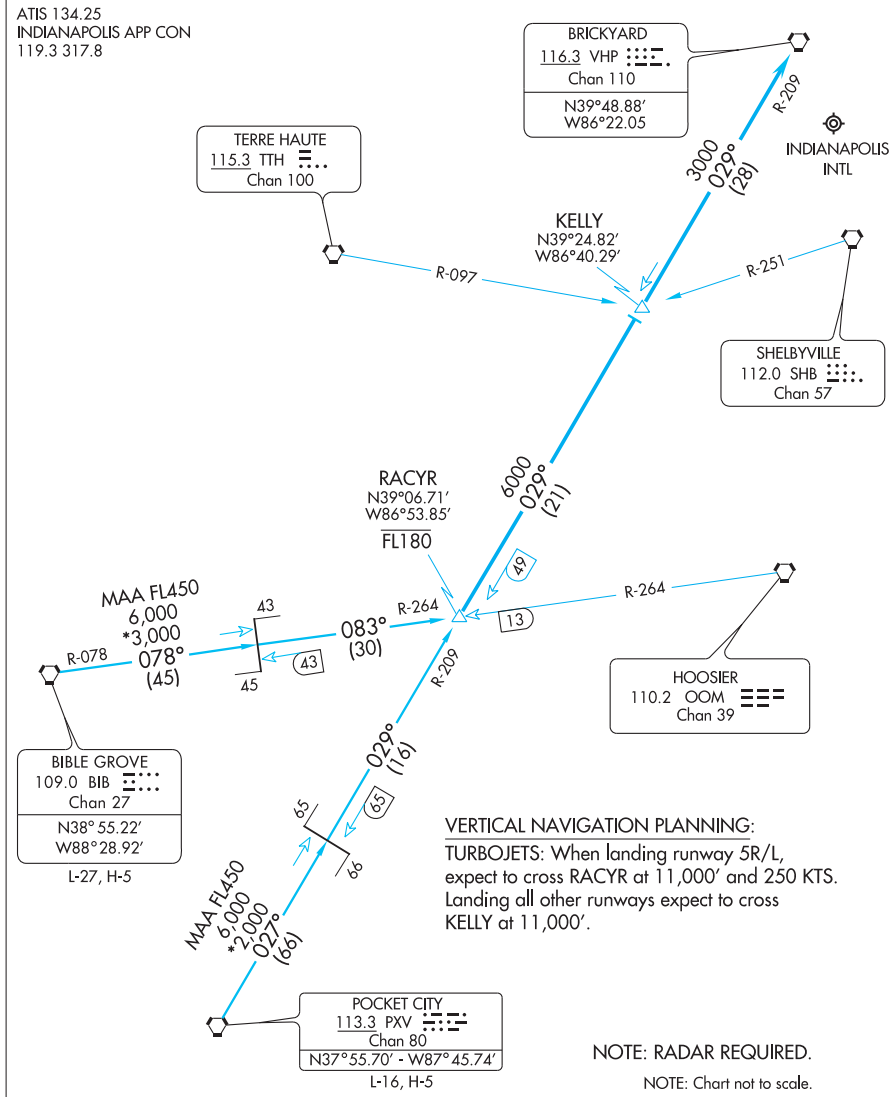 ATIS 134.25
INDIANAPOLIS APP CON
119.3 317.8
BRICKYARD
116.3 VHP
Chan 110
N39°48.88'
W86°22.05
R-209
INDIANAPOLIS
INTL
TERRE HAUTE
115.3 TTH
Chan 100
3000
029°
(28)
KELLY
N39°24.82'
W86°40.29'
R-097
R-251
SHELBYVILLE
112.0 SHB
Chan 57
6000
029°
(21)
RACYR
N39°06.71'
W86°53.85'
FL180
49
13
R-264
MAA FL450
6,000
*3,000
078°
(45)
R-078
43
45
43
083°
(30)
R-264
R-209
HOOSIER
110.2 OOM
Chan 39
BIBLE GROVE
109.0 BIB
Chan 27
N38°55.22'
W88°28.92'
L-27, H-5
029°
(16)
65
65
66
VERTICAL NAVIGATION PLANNING:
TURBOJETS: When landing runway 5R/L,
expect to cross RACYR at 11,000' and 250 KTS.
Landing all other runways expect to cross
KELLY at 11,000'.
MAA FL450
6,000
*2,000
027°
(66)
POCKET CITY
113.3 PXV
Chan 80
N37°55.70' - W87°45.74'
L-16, H-5
NOTE: RADAR REQUIRED.
NOTE: Chart not to scale.